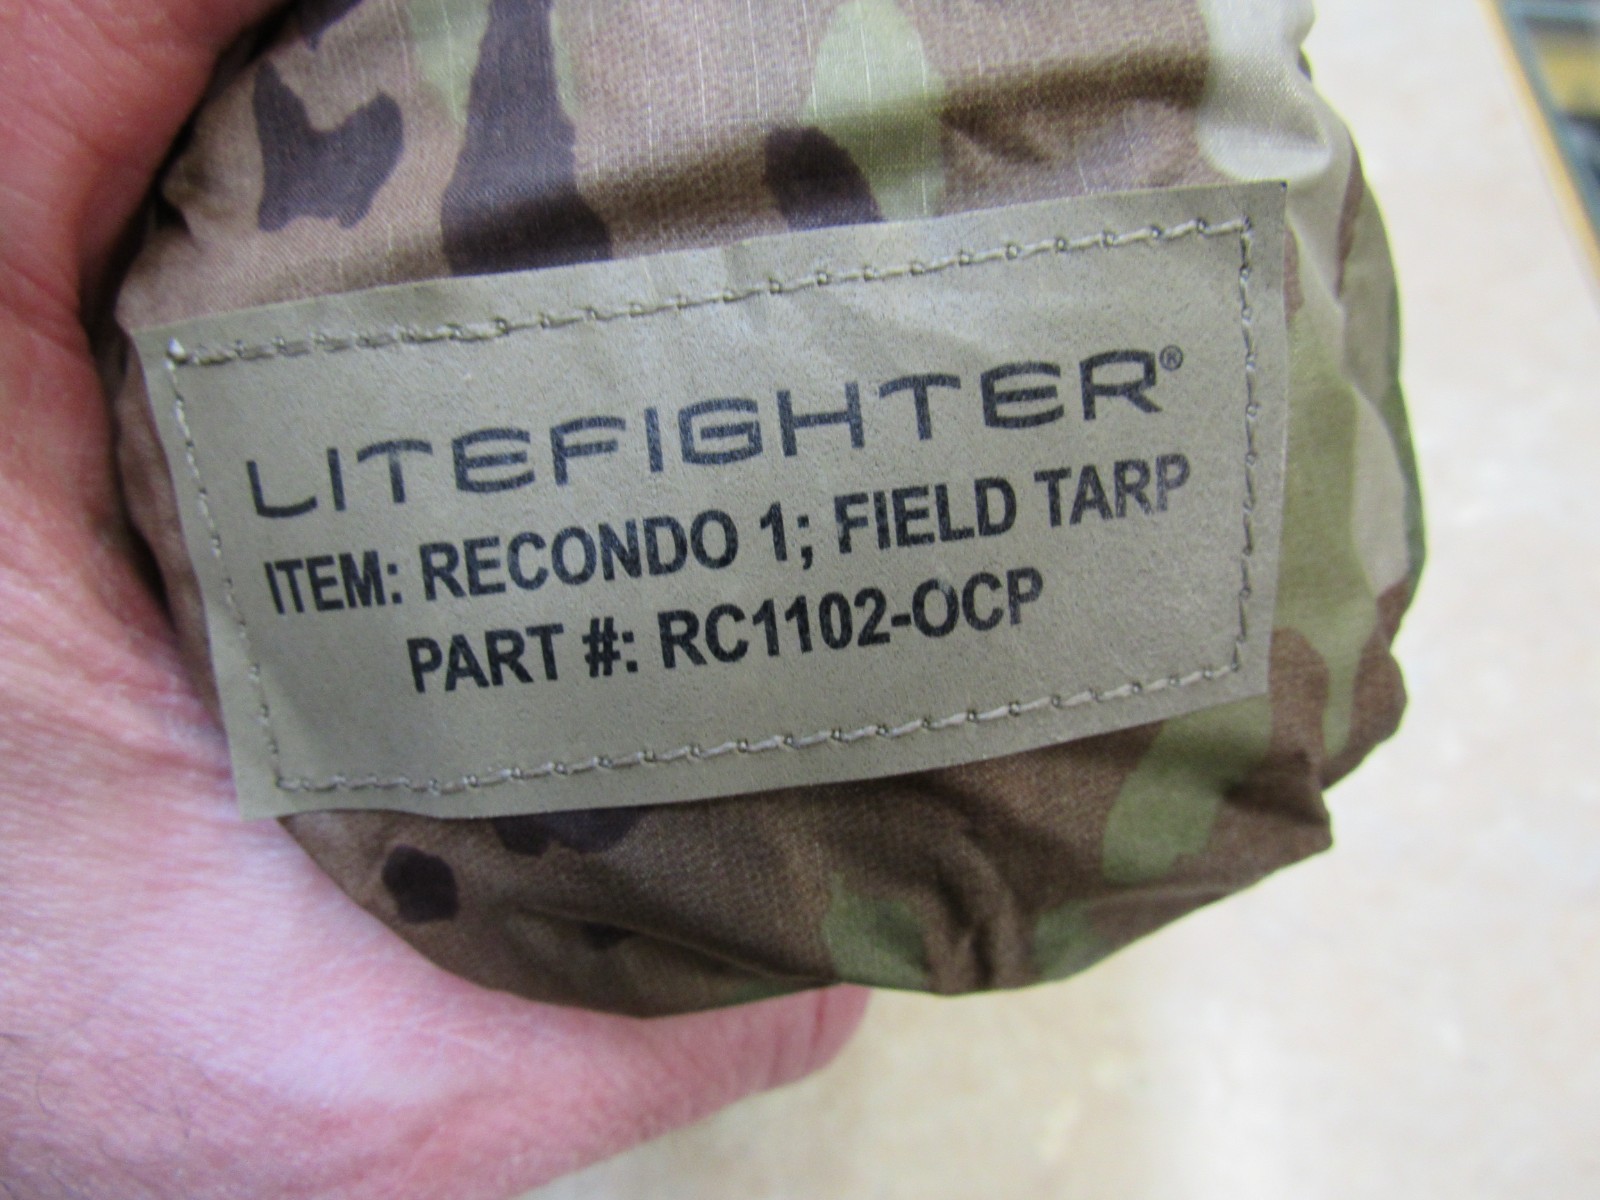 LITEFIGHTER®
ITEM: RECONDO 1; FIELD TARP
PART #: RC1102-OCP